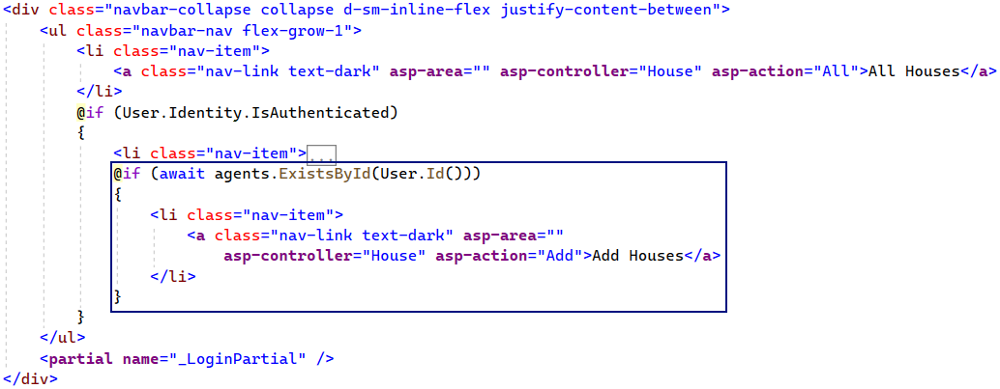 <div class="navbar-collapse collapse d-sm-inline-flex justify-content-between">
    <ul class="navbar-nav flex-grow-1">
        <li class="nav-item">
            <a class="nav-link text-dark" asp-area="" asp-controller="House" asp-action="All">All Houses</a>
        </li>
        @if (User.Identity.IsAuthenticated)
        {
            <li class="nav-item">...
            @if (await agents.ExistsById(User.Id()))
            {
                <li class="nav-item">
                    <a class="nav-link text-dark" asp-area=""
                        asp-controller="House" asp-action="Add">Add Houses</a>
                </li>
            }
        }
    </ul>
    <partial name="_LoginPartial" />
</div>